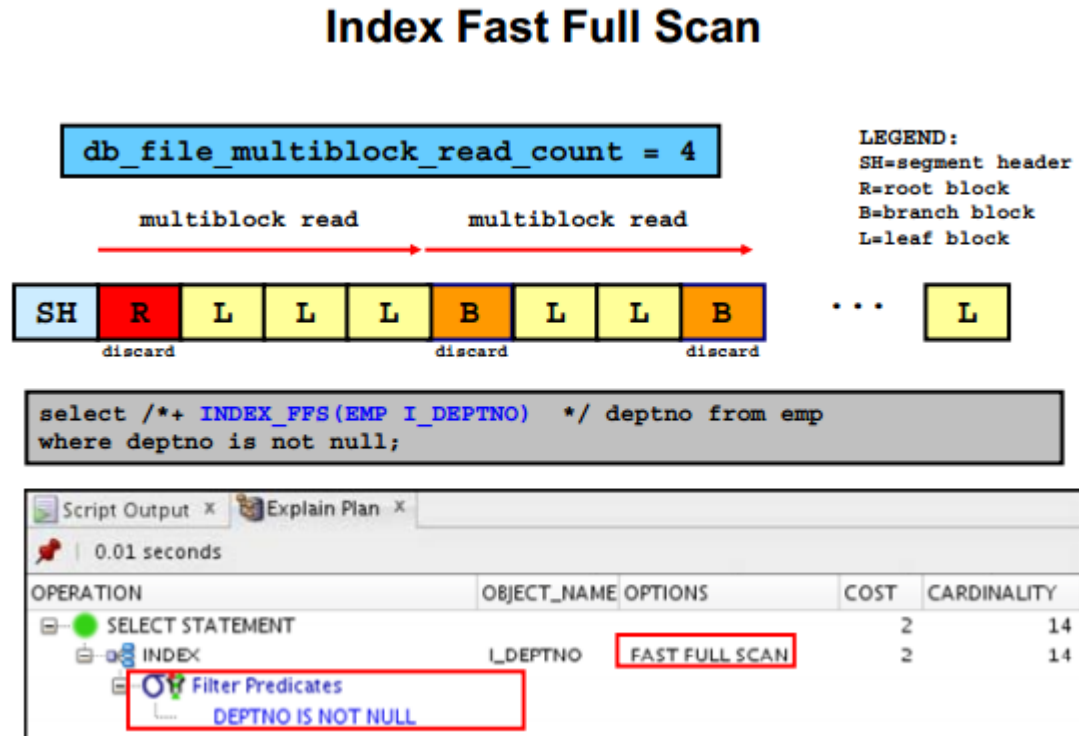 Index Fast Full Scan
db_file_multiblock_read_count = 4
LEGEND:
SH=segment header
R=root block
B=branch block
L=leaf block
multiblock read multiblock read
SH R L L L B L L B ... L
discard discard discard
select /*+ INDEX_FFS(EMP I_DEPTNO) */ deptno from emp
where deptno is not null;
Script Output x Explain Plan x
0.01 seconds
OPERATION OBJECT_NAME OPTIONS COST CARDINALITY
SELECT STATEMENT 2 14
INDEX I_DEPTNO FAST FULL SCAN 2 14
Filter Predicates
DEPTNO IS NOT NULL